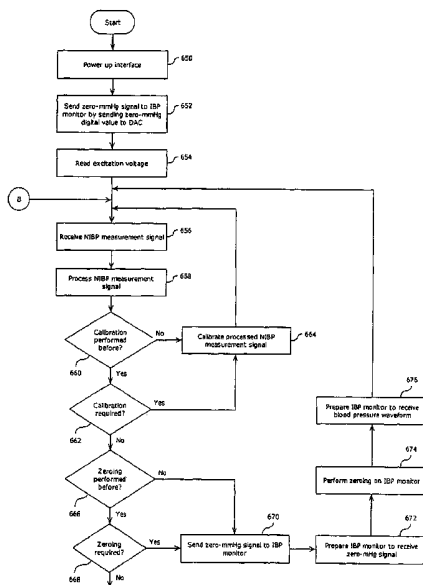 Start
Power up interface
650
Send zero-mmHg signal to IBP
monitor by sending zero-mmHg
digital value to DAC
652
Read excitation voltage
654
B
Receive NIBP measurement signal
656
Process NIBP measurement
signal
658
Calibration
performed
before?
No
660
Yes
Calibrate processed NIBP
measurement signal
664
Calibration
required?
Yes
662
No
Zeroing
performed
before?
No
666
Yes
Zeroing
required?
Yes
668
No
Send zero-mmHg signal to IBP
monitor
670
Prepare IBP monitor to receive
zero-mHg signal
672
Perform zeroing on IBP monitor
674
Prepare IBP monitor to receive
blood pressure waveform
676